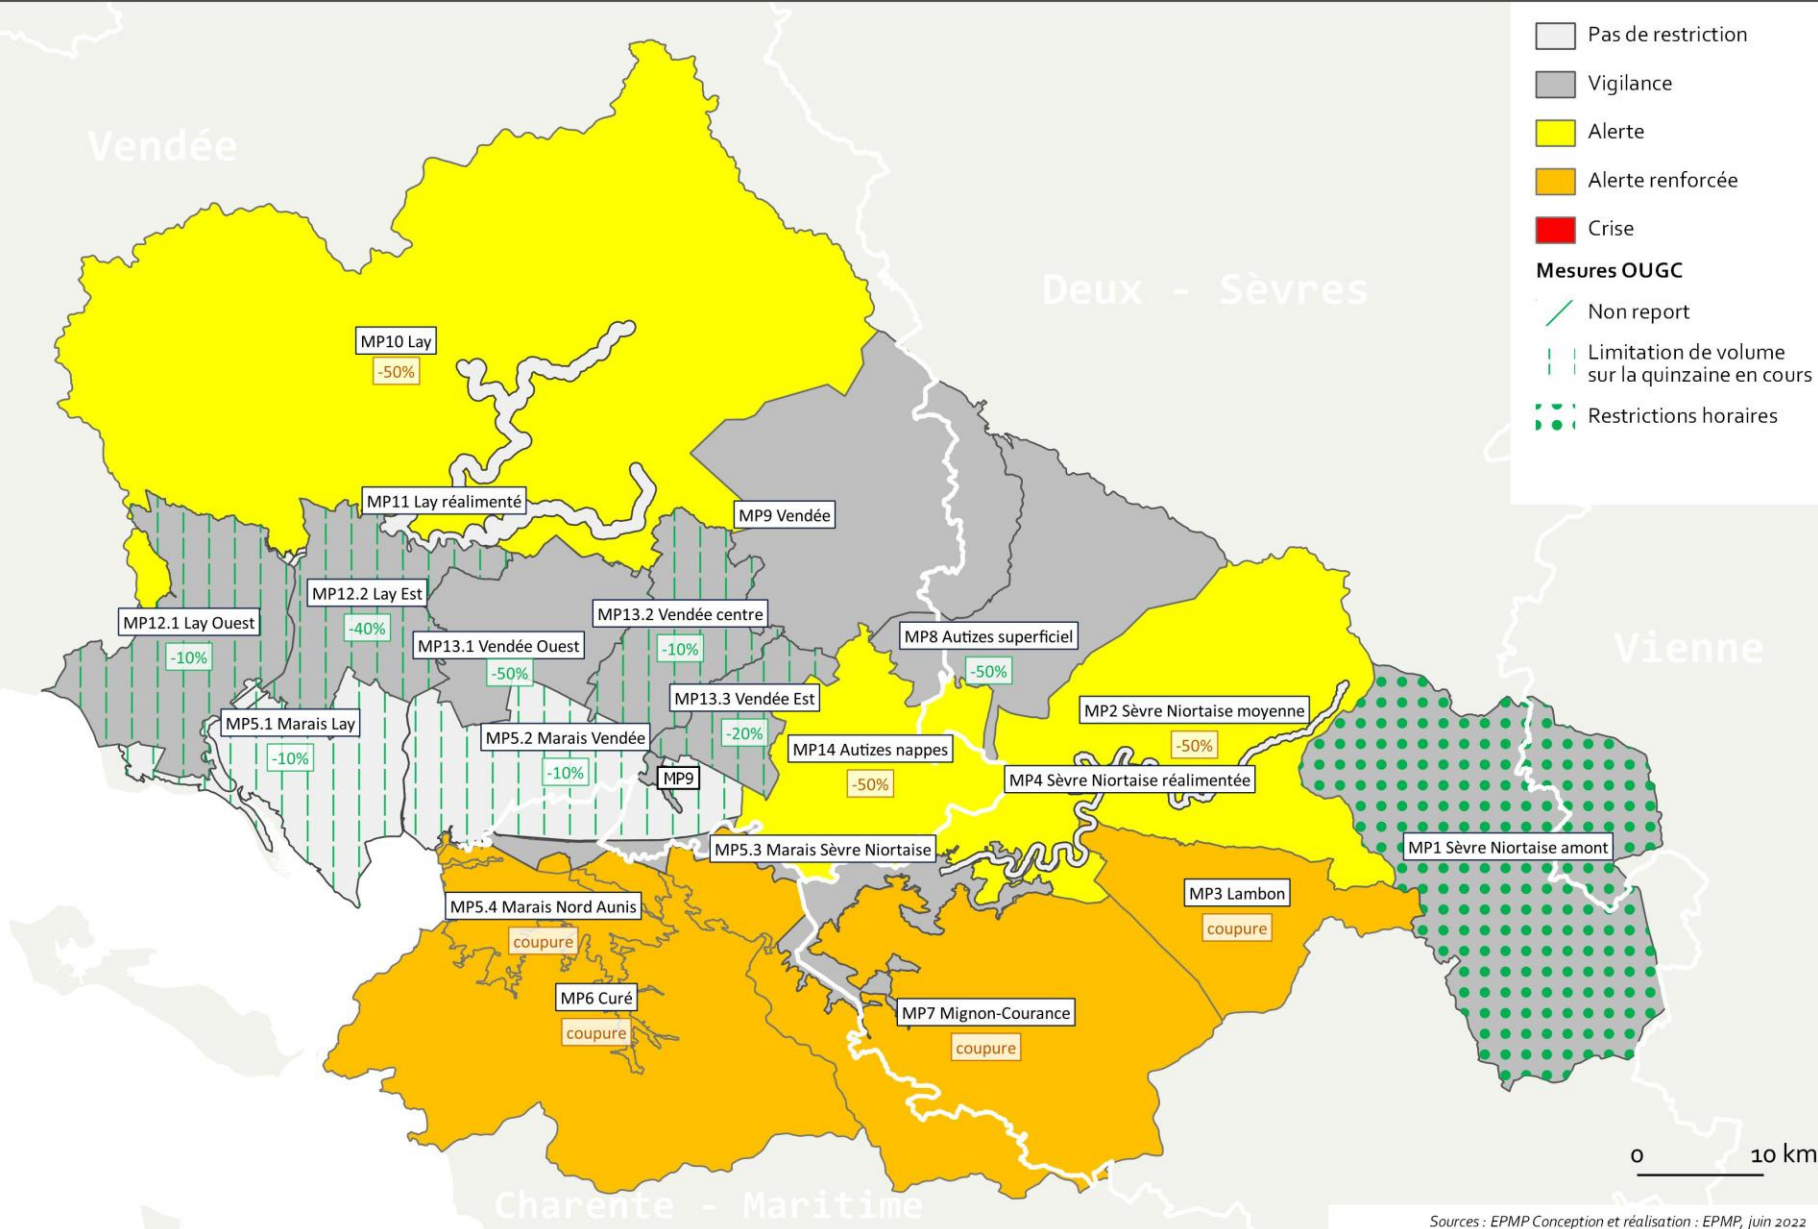 Pas de restriction
Vigilance
Alerte
Alerte renforcée
Crise
Mesures OUGC
Non report
Limitation de volume
sur la quinzaine en cours
Restrictions horaires
Vendée
Deux - Sèvres
Vienne
Charente - Maritime
MP10 Lay
-50%
MP11 Lay réalimenté
MP9 Vendée
MP12.2 Lay Est
-40%
MP12.1 Lay Ouest
-10%
MP13.2 Vendée centre
-10%
MP13.1 Vendée Ouest
-50%
MP8 Autizes superficiel
-50%
MP13.3 Vendée Est
-20%
MP2 Sèvre Niortaise moyenne
-50%
MP5.1 Marais Lay
-10%
MP5.2 Marais Vendée
-10%
MP14 Autizes nappes
-50%
MP9
MP4 Sèvre Niortaise réalimentée
MP5.3 Marais Sèvre Niortaise
MP1 Sèvre Niortaise amont
MP3 Lambon
coupure
MP5.4 Marais Nord Aunis
coupure
MP6 Curé
coupure
MP7 Mignon-Courance
coupure
0 10 km
Sources : EPMP Conception et réalisation : EPMP, juin 2022